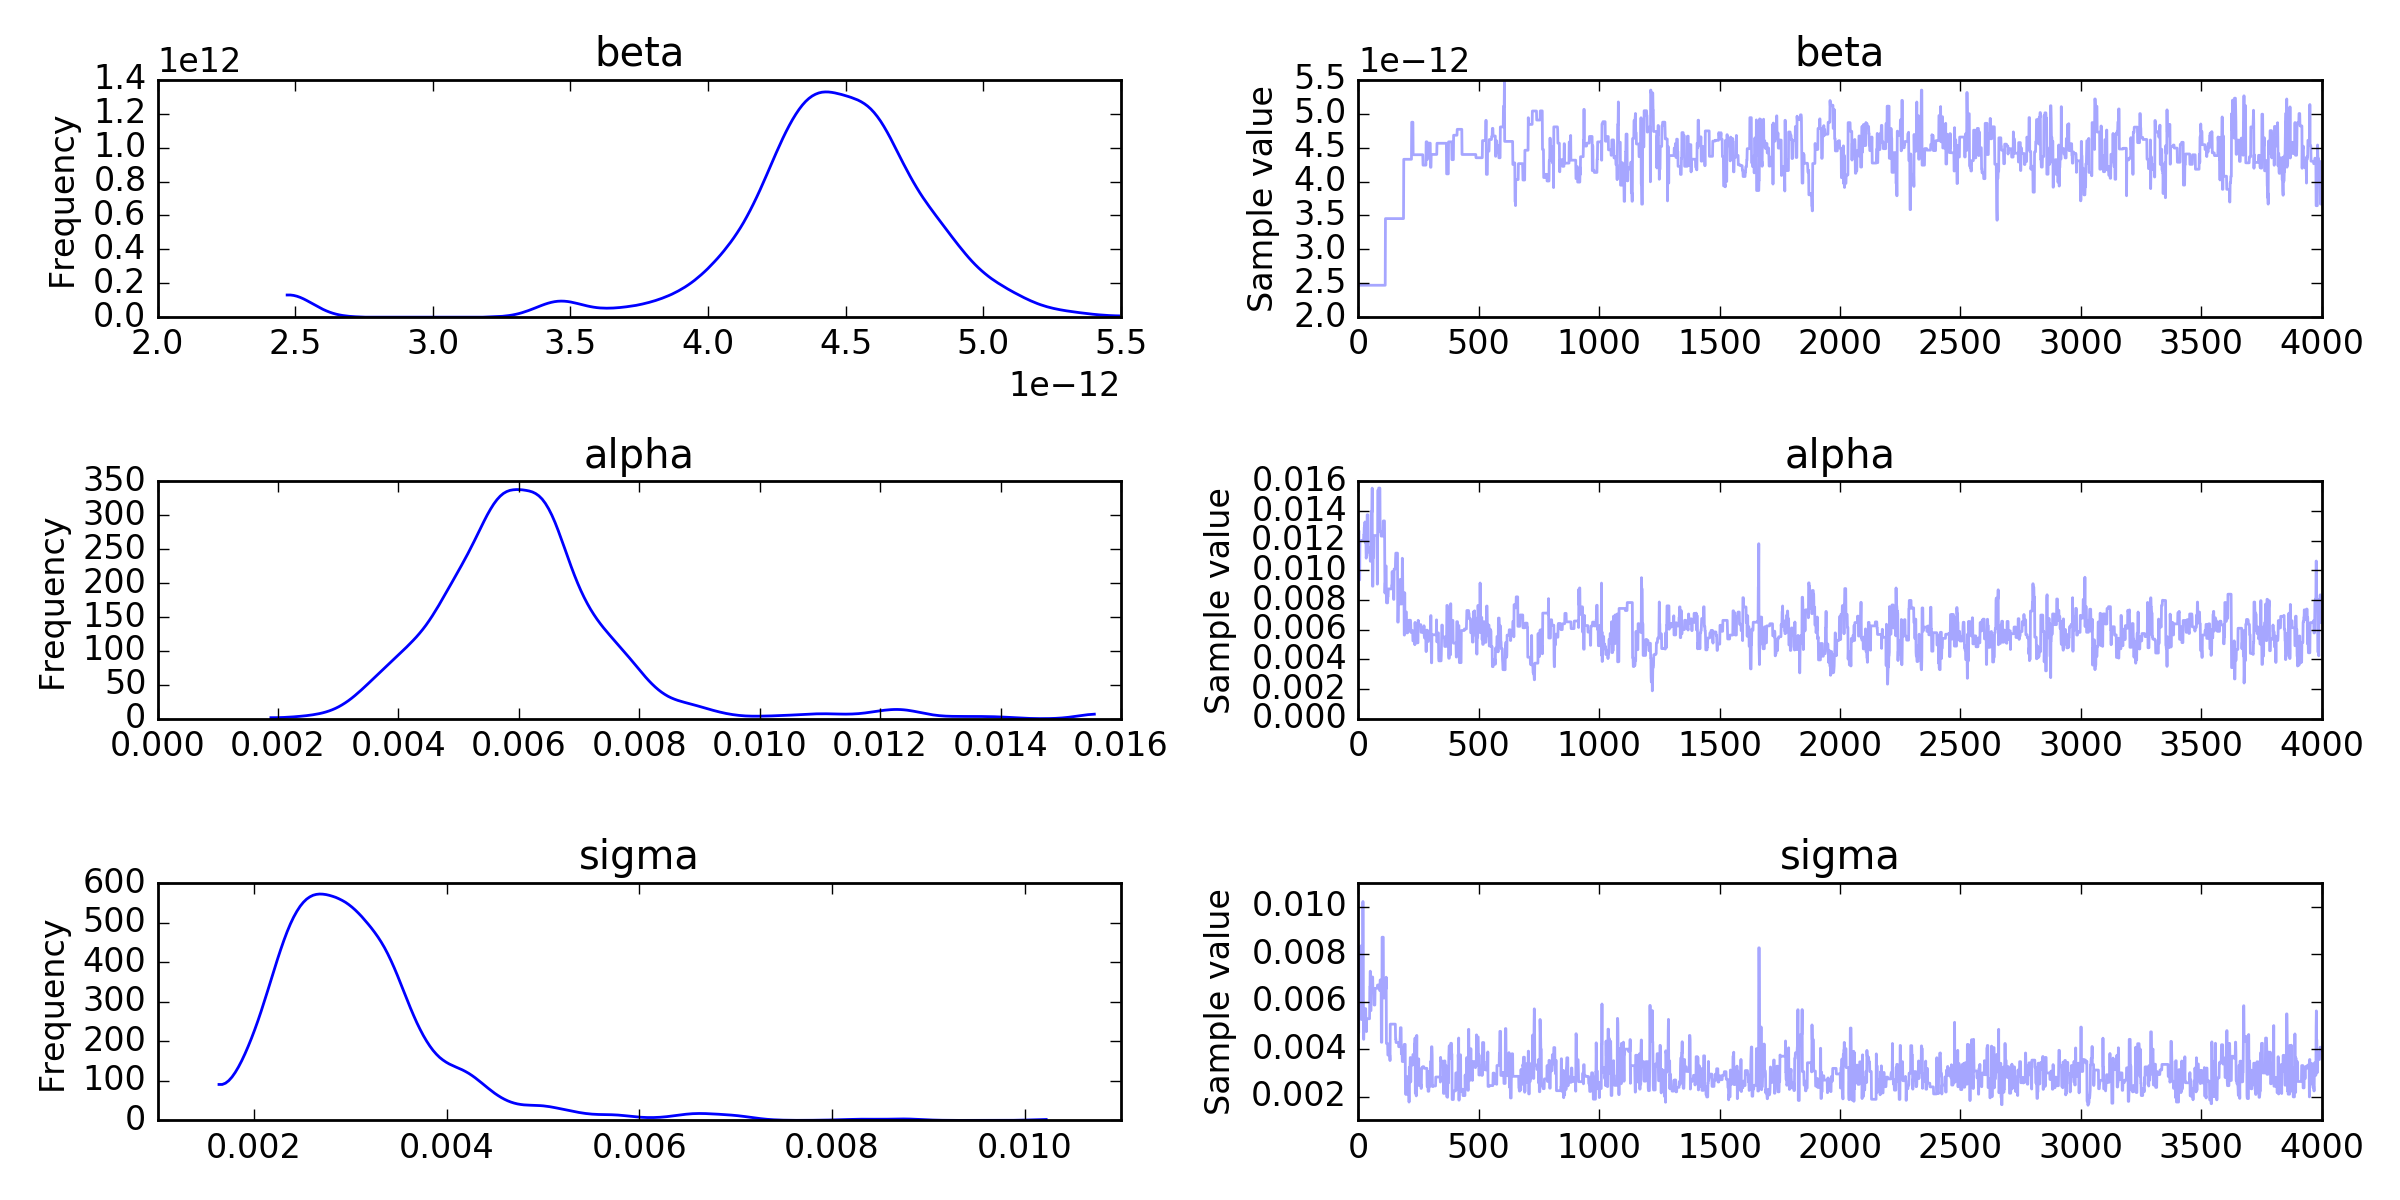 beta
1e12
1.4
1.2
1.0
0.8
0.6
0.4
0.2
0.0
Frequency
2.0 2.5 3.0 3.5 4.0 4.5 5.0 5.5
1e−12
beta
1e−12
5.5
5.0
4.5
4.0
3.5
3.0
2.5
2.0
Sample value
0 500 1000 1500 2000 2500 3000 3500 4000
alpha
350
300
250
200
150
100
50
0
Frequency
0.000 0.002 0.004 0.006 0.008 0.010 0.012 0.014 0.016
alpha
0.016
0.014
0.012
0.010
0.008
0.006
0.004
0.002
0.000
Sample value
0 500 1000 1500 2000 2500 3000 3500 4000
sigma
600
500
400
300
200
100
0
Frequency
0.002 0.004 0.006 0.008 0.010
sigma
0.010
0.008
0.006
0.004
0.002
Sample value
0 500 1000 1500 2000 2500 3000 3500 4000